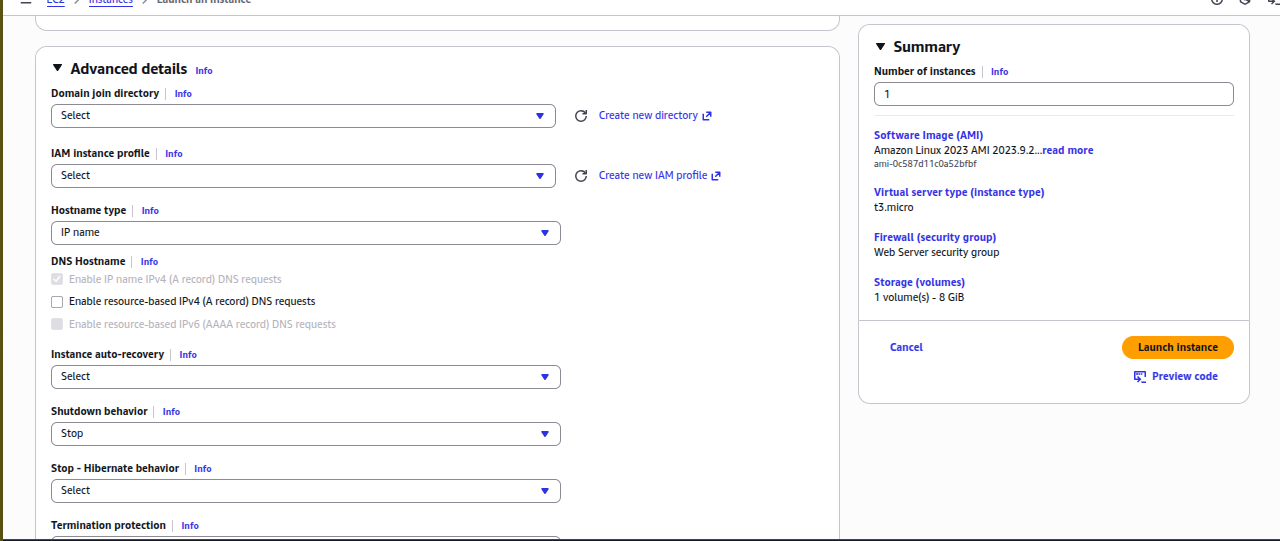 EC2 > Instances > Launch an instance
Advanced details Info
Domain join directory Info
Select
Create new directory
IAM instance profile Info
Select
Create new IAM profile
Hostname type Info
IP name
DNS Hostname Info
Enable IP name IPv4 (A record) DNS requests
Enable resource-based IPv4 (A record) DNS requests
Enable resource-based IPv6 (AAAA record) DNS requests
Instance auto-recovery Info
Select
Shutdown behavior Info
Stop
Stop - Hibernate behavior Info
Select
Termination protection Info
Summary
Number of instances Info
1
Software Image (AMI)
Amazon Linux 2023 AMI 2023.9.2...read more
ami-0c587d11c0a52bfbf
Virtual server type (instance type)
t3.micro
Firewall (security group)
Web Server security group
Storage (volumes)
1 volume(s) - 8 GiB
Cancel
Launch instance
Preview code